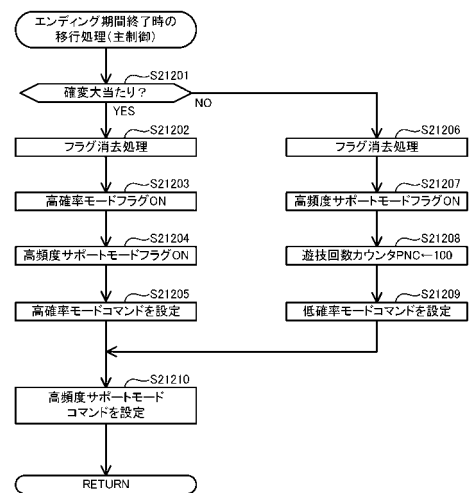 エンディング期間終了時の
移行処理(主制御)
S21201
確変大当たり?
YES
NO
S21202
フラグ消去処理
S21203
高確率モードフラグON
S21204
高頻度サポートモードフラグON
S21205
高確率モードコマンドを設定
S21206
フラグ消去処理
S21207
高頻度サポートモードフラグON
S21208
遊技回数カウンタPNC←100
S21209
低確率モードコマンドを設定
S21210
高頻度サポートモード
コマンドを設定
RETURN